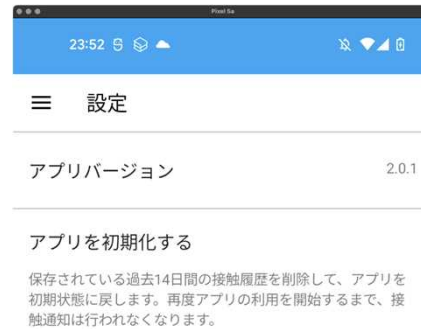 Pixel 5a
23:52
設定
アプリバージョン 2.0.1
アプリを初期化する
保存されている過去14日間の接触履歴を削除して、アプリを
初期状態に戻します。再度アプリの利用を開始するまで、接
触通知は行われなくなります。